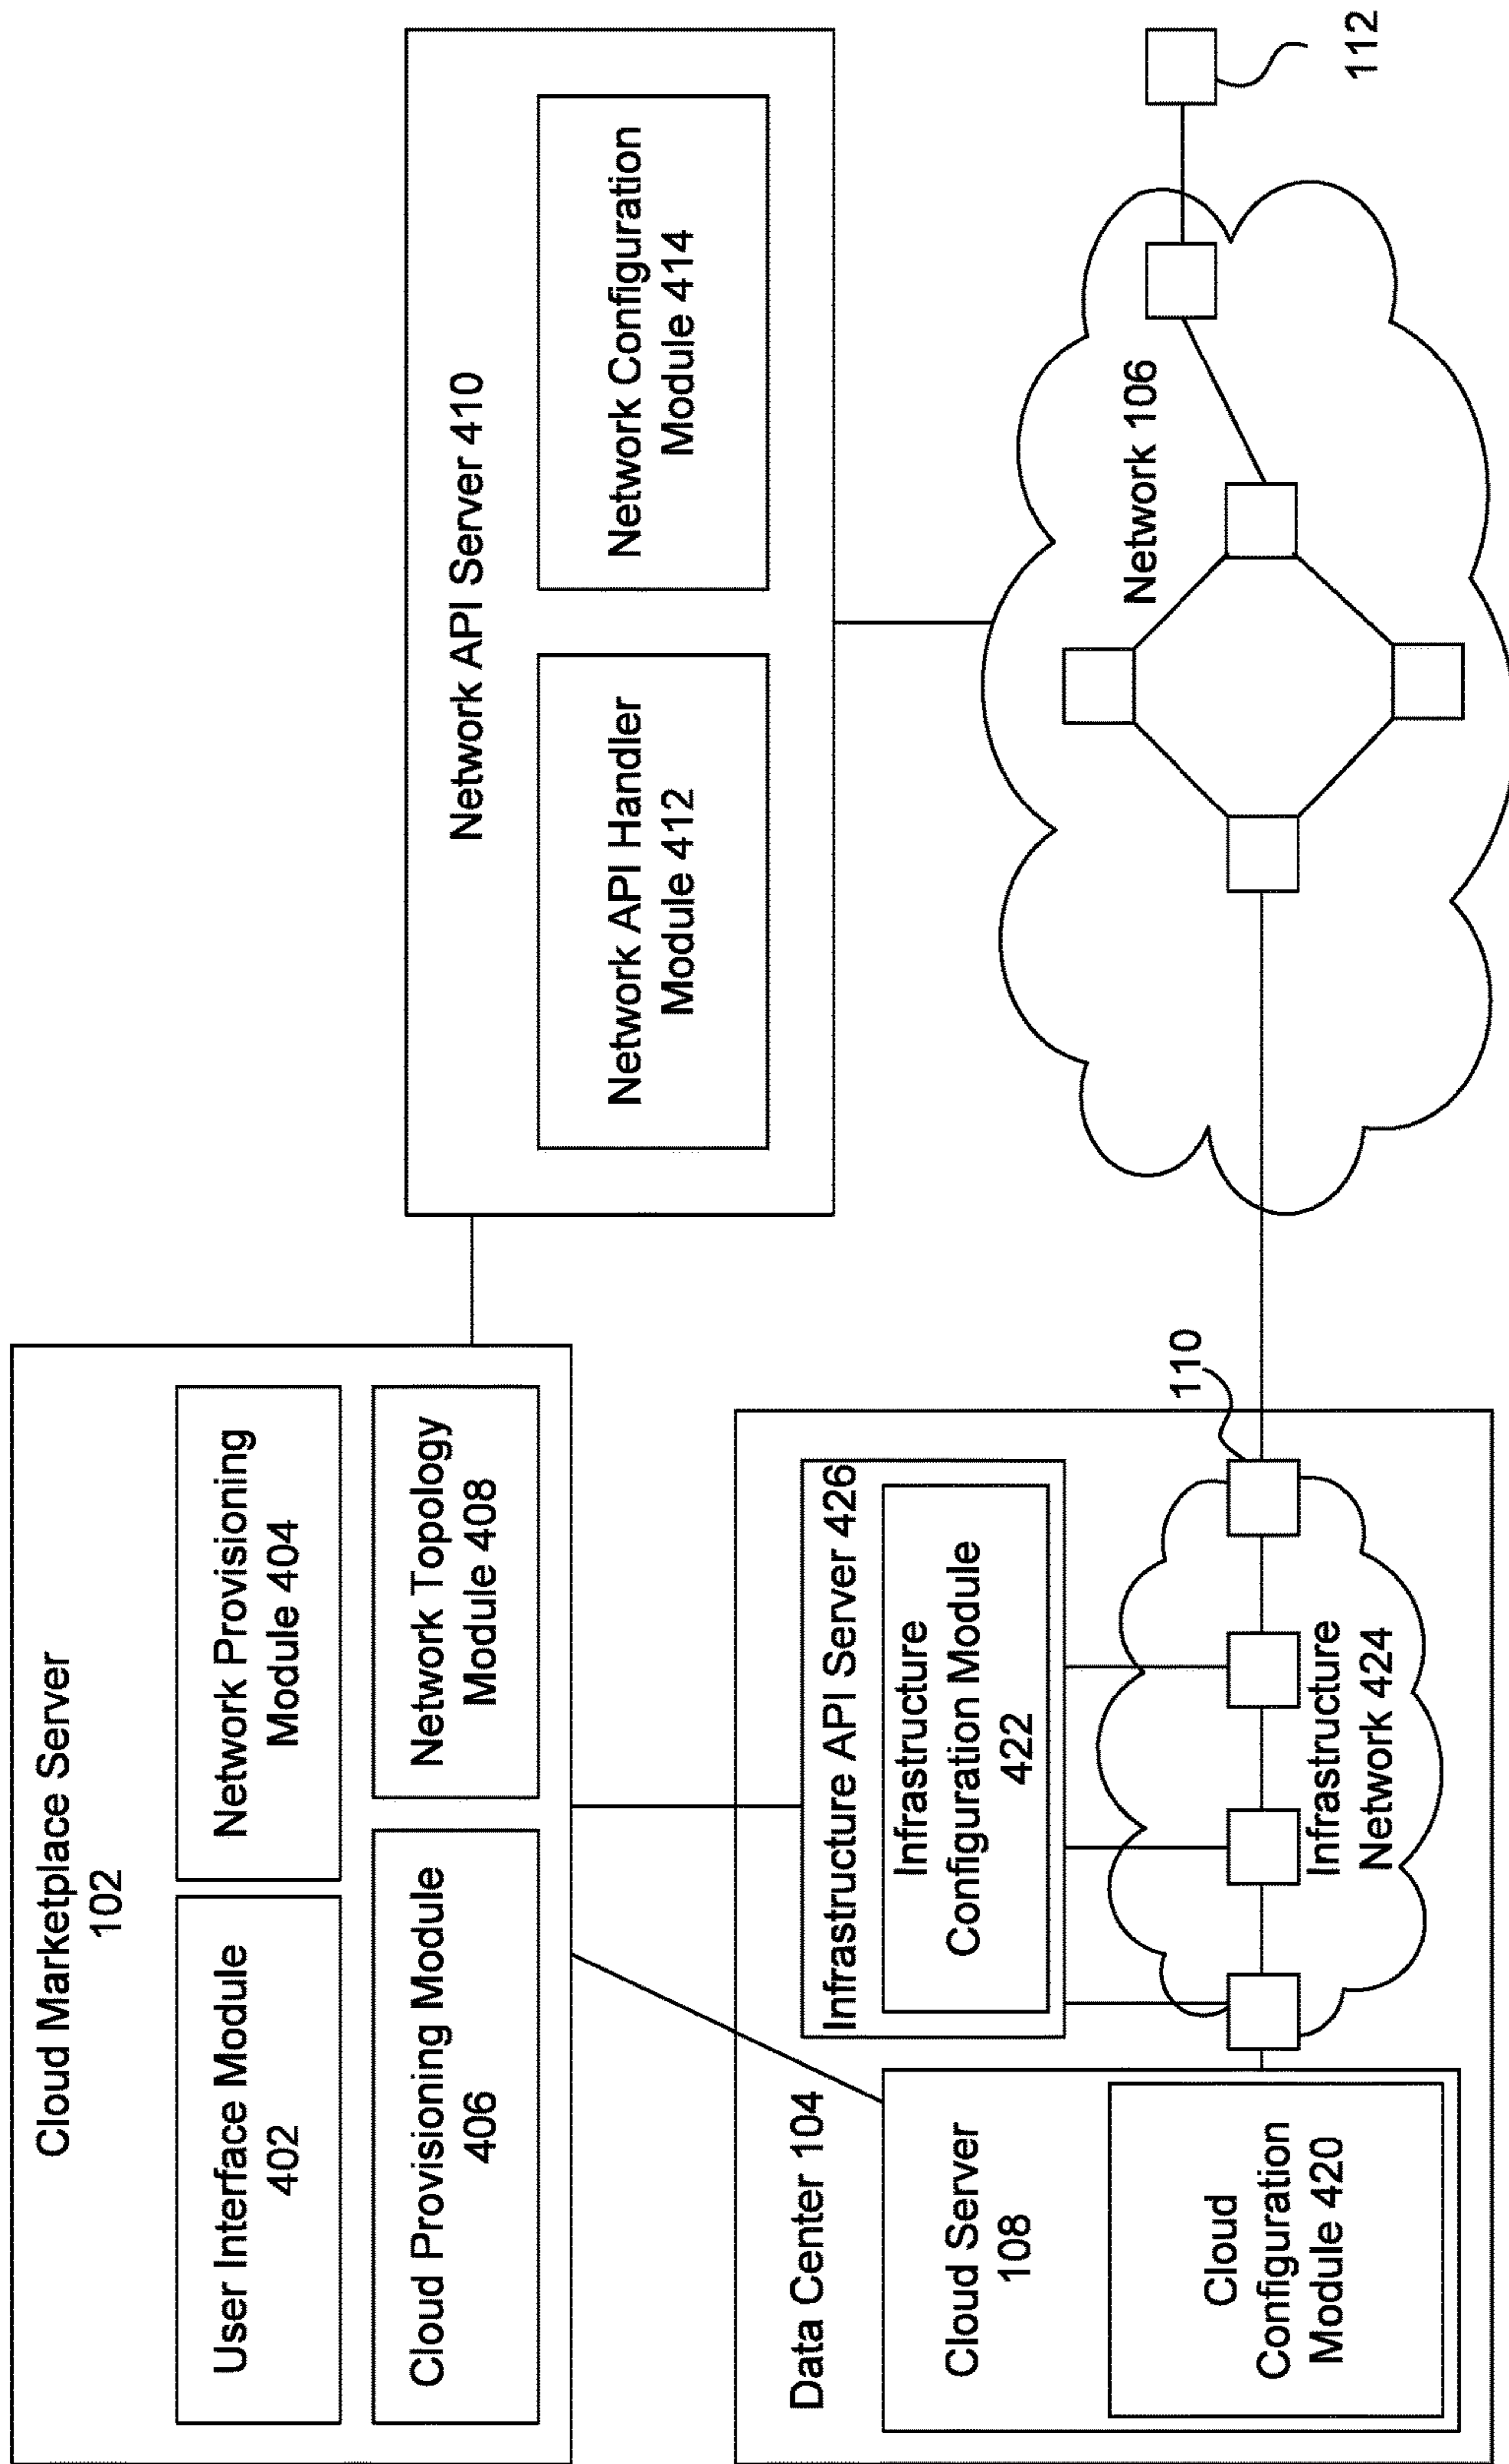 Cloud Marketplace Server
102
User Interface Module
402
Network Provisioning
Module 404
Cloud Provisioning Module
406
Network Topology
Module 408
Network API Server 410
Network API Handler
Module 412
Network Configuration
Module 414
Data Center 104
Cloud Server
108
Cloud
Configuration
Module 420
Infrastructure API Server 426
Infrastructure
Configuration Module
422
110
Infrastructure
Network 424
Network 106
112